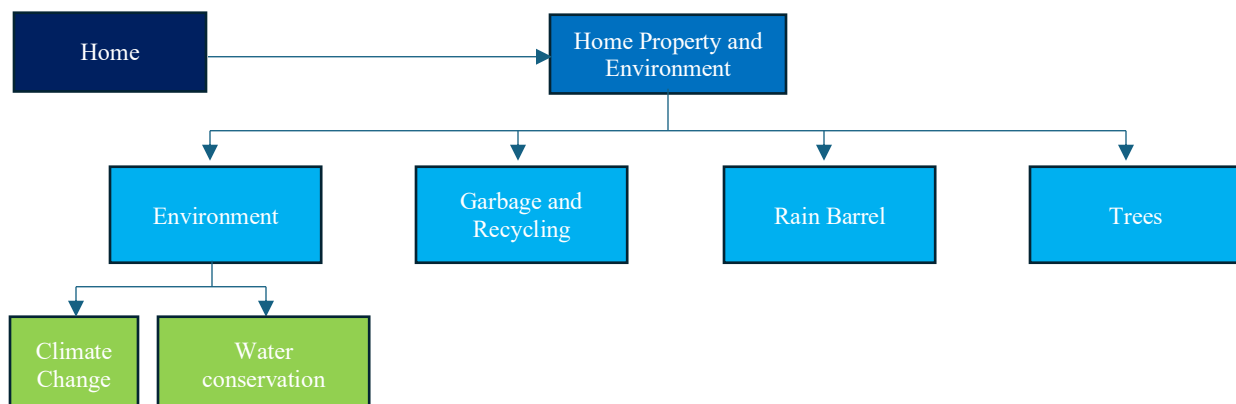 Home
Home Property and
Environment
Environment
Garbage and
Recycling
Rain Barrel
Trees
Climate
Change
Water
conservation